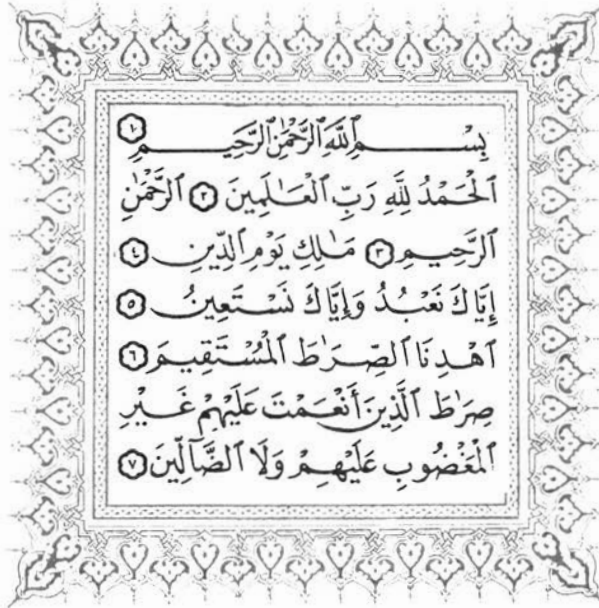 بِسْمِ ٱللَّهِ ٱلرَّحْمَٰنِ ٱلرَّحِيمِ ١
ٱلْحَمْدُ لِلَّهِ رَبِّ ٱلْعَٰلَمِينَ ٢ ٱلرَّحْمَٰنِ
ٱلرَّحِيمِ ٣ مَٰلِكِ يَوْمِ ٱلدِّينِ ٤
إِيَّاكَ نَعْبُدُ وَإِيَّاكَ نَسْتَعِينُ ٥
ٱهْدِنَا ٱلصِّرَٰطَ ٱلْمُسْتَقِيمَ ٦
صِرَٰطَ ٱلَّذِينَ أَنْعَمْتَ عَلَيْهِمْ غَيْرِ
ٱلْمَغْضُوبِ عَلَيْهِمْ وَلَا ٱلضَّآلِّينَ ٧